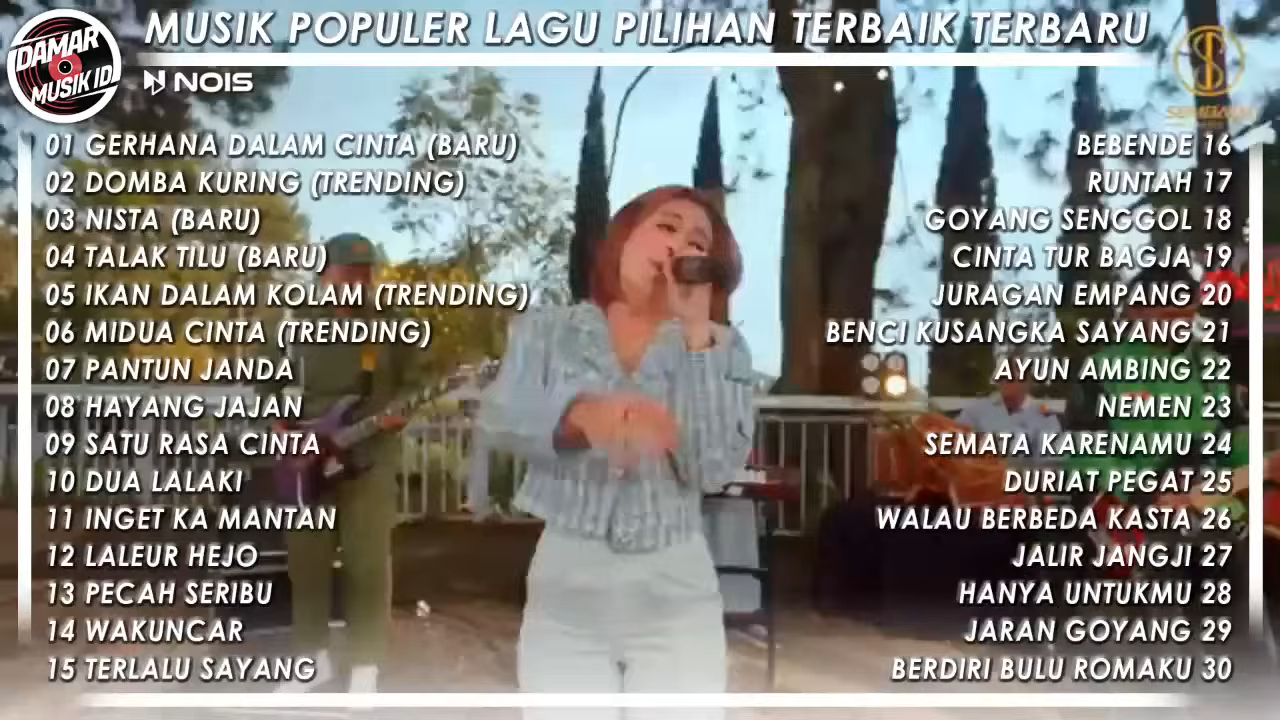 DAMAR
MUSIK ID
MUSIK POPULER LAGU PILIHAN TERBAIK TERBARU
NOIS
01 GERHANA DALAM CINTA (BARU)
02 DOMBA KURING (TRENDING)
03 NISTA (BARU)
04 TALAK TILU (BARU)
05 IKAN DALAM KOLAM (TRENDING)
06 MIDUA CINTA (TRENDING)
07 PANTUN JANDA
08 HAYANG JAJAN
09 SATU RASA CINTA
10 DUA LALAKI
11 INGET KA MANTAN
12 LALEUR HEJO
13 PECAH SERIBU
14 WAKUNCAR
15 TERLALU SAYANG
BEBENDE 16
RUNTAH 17
GOYANG SENGGOL 18
CINTA TUR BAGJA 19
JURAGAN EMPANG 20
BENCI KUSANGKA SAYANG 21
AYUN AMBING 22
NEMEN 23
SEMATA KARENAMU 24
DURIAT PEGAT 25
WALAU BERBEDA KASTA 26
JALIR JANGJI 27
HANYA UNTUKMU 28
JARAN GOYANG 29
BERDIRI BULU ROMAKU 30